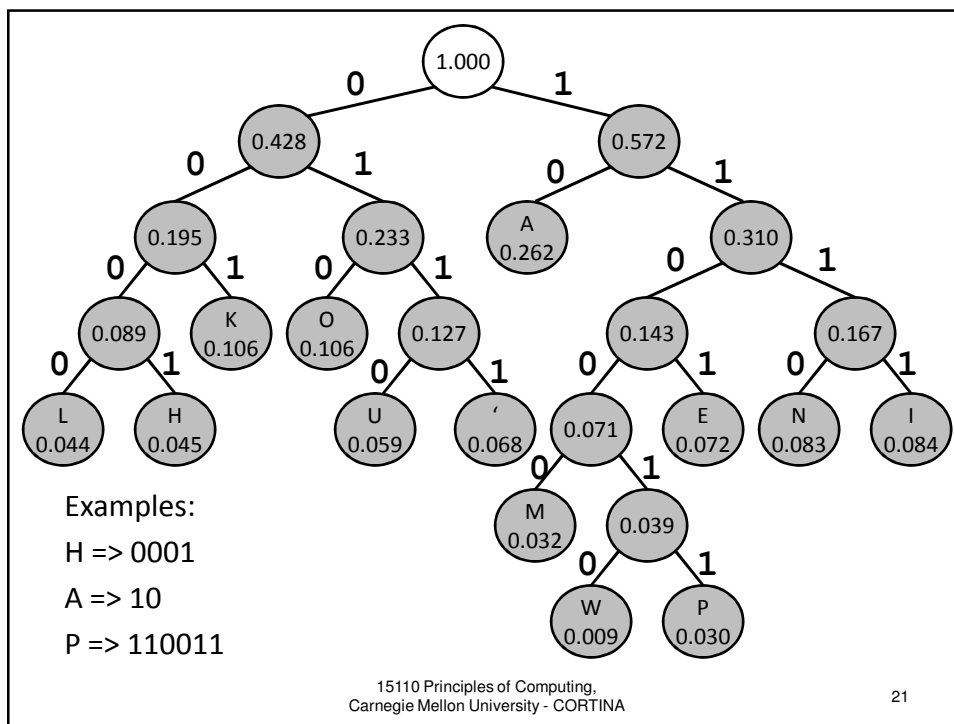 1.000
0 1
0.428 0.572
0 1 0 1
0.195 0.233 A 0.262 0.310
0 1 0 1 0 1
0.089 K 0.106 O 0.106 0.127 0.143 0.167
0 1 0 1 0 1 0 1
L 0.044 H 0.045 U 0.059 ‘ 0.068 0.071 E 0.072 N 0.083 I 0.084
0 1
M 0.032 0.039
0 1
W 0.009 P 0.030
Examples:
H => 0001
A => 10
P => 110011
15110 Principles of Computing,
Carnegie Mellon University - CORTINA
21